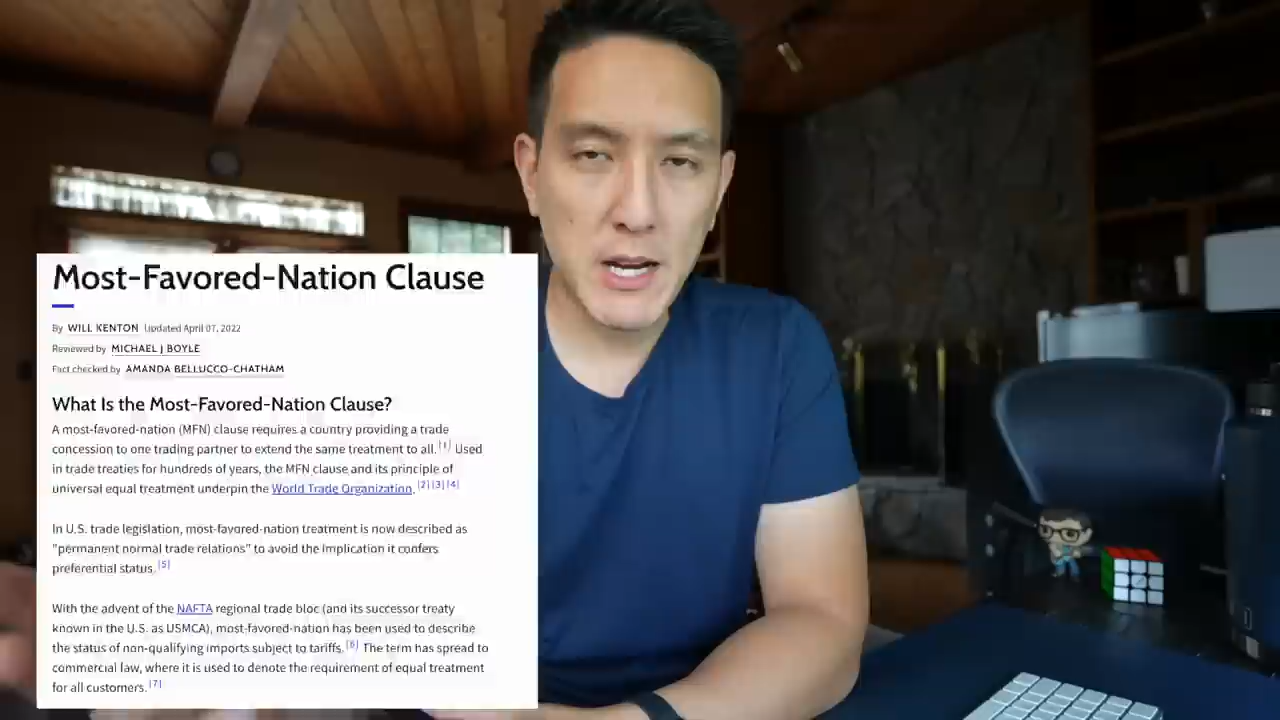 Most-Favored-Nation Clause
By WILL KENTON Updated April 07, 2022
Reviewed by MICHAEL J BOYLE
Fact checked by AMANDA BELLUCCO-CHATHAM
What Is the Most-Favored-Nation Clause?
A most-favored-nation (MFN) clause requires a country providing a trade
concession to one trading partner to extend the same treatment to all. [1] Used
in trade treaties for hundreds of years, the MFN clause and its principle of
universal equal treatment underpin the World Trade Organization. [2] [3] [4]
In U.S. trade legislation, most-favored-nation treatment is now described as
"permanent normal trade relations" to avoid the implication it confers
preferential status. [5]
With the advent of the NAFTA regional trade bloc (and its successor treaty
known in the U.S. as USMCA), most-favored-nation has been used to describe
the status of non-qualifying imports subject to tariffs. [6] The term has spread to
commercial law, where it is used to denote the requirement of equal treatment
for all customers. [7]